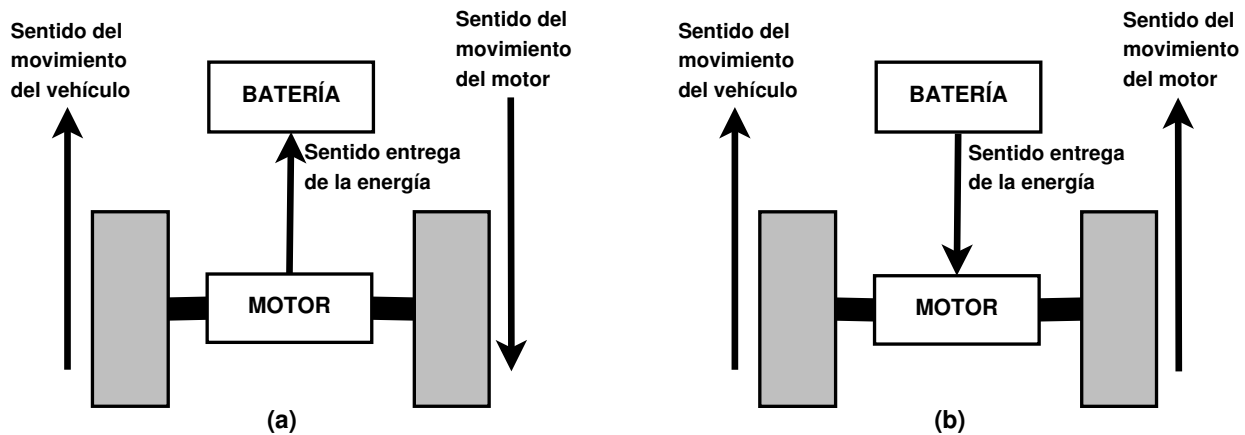 Sentido del
movimiento
del vehículo
BATERÍA
Sentido del
movimiento
del motor
Sentido entrega
de la energía
MOTOR
(a)
Sentido del
movimiento
del vehículo
BATERÍA
Sentido del
movimiento
del motor
Sentido entrega
de la energía
MOTOR
(b)